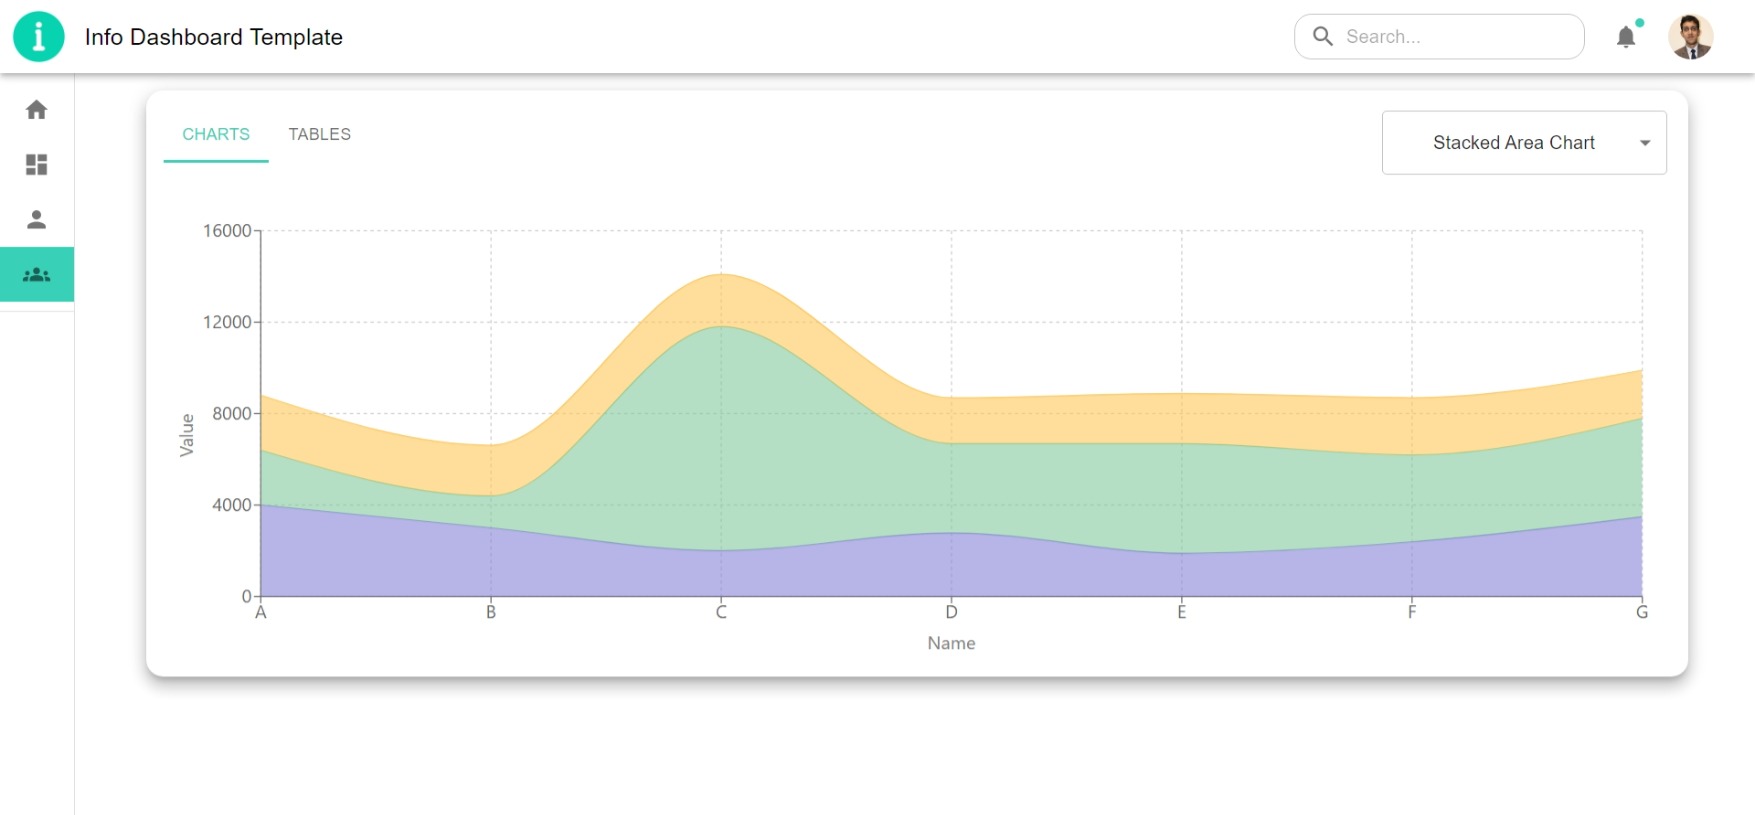 i Info Dashboard Template
Search...
CHARTS TABLES
Stacked Area Chart
16000
12000
8000
4000
0
Value
A B C D E F G
Name